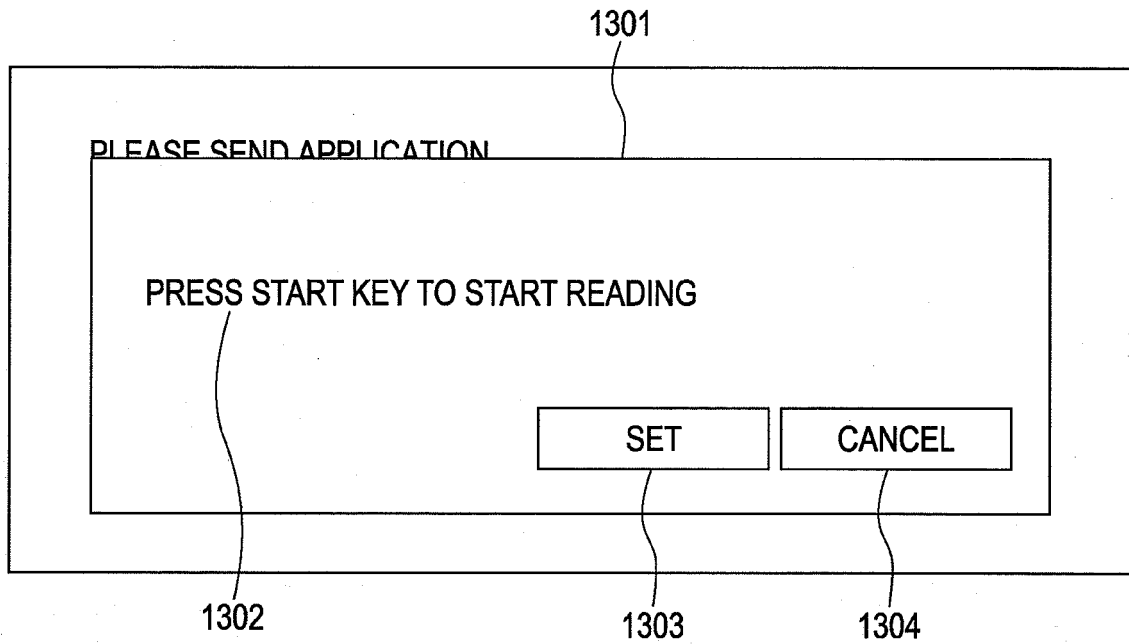 1301
PLEASE SEND APPLICATION
PRESS START KEY TO START READING
SET CANCEL
1302 1303 1304